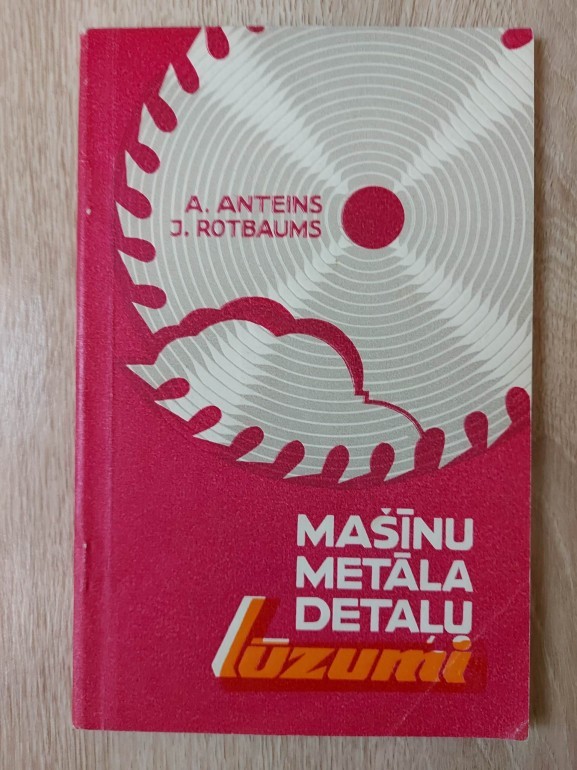 A. ANTEINS
J. ROTBAUMS
MAŠĪNU
METĀLA
DETAĻU
lūzumi